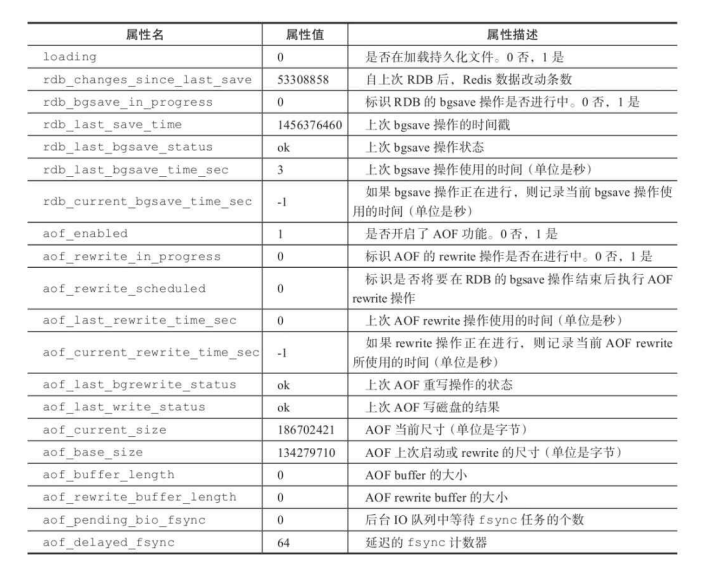 属性名 属性值 属性描述
loading 0 是否在加载持久化文件。0 否，1 是
rdb_changes_since_last_save 53308858 自上次 RDB 后，Redis 数据改动条数
rdb_bgsave_in_progress 0 标识 RDB 的 bgsave 操作是否进行中。0 否，1 是
rdb_last_save_time 1456376460 上次 bgsave 操作的时间戳
rdb_last_bgsave_status ok 上次 bgsave 操作状态
rdb_last_bgsave_time_sec 3 上次 bgsave 操作使用的时间（单位是秒）
rdb_current_bgsave_time_sec -1 如果 bgsave 操作正在进行，则记录当前 bgsave 操作使
用的时间（单位是秒）
aof_enabled 1 是否开启了 AOF 功能。0 否，1 是
aof_rewrite_in_progress 0 标识 AOF 的 rewrite 操作是否在进行中。0 否，1 是
aof_rewrite_scheduled 0 标识是否将要在 RDB 的 bgsave 操作结束后执行 AOF
rewrite 操作
aof_last_rewrite_time_sec 0 上次 AOF rewrite 操作使用的时间（单位是秒）
aof_current_rewrite_time_sec -1 如果 rewrite 操作正在进行，则记录当前 AOF rewrite
所使用的时间（单位是秒）
aof_last_bgrewrite_status ok 上次 AOF 重写操作的状态
aof_last_write_status ok 上次 AOF 写磁盘的结果
aof_current_size 186702421 AOF 当前尺寸（单位是字节）
aof_base_size 134279710 AOF 上次启动或 rewrite 的尺寸（单位是字节）
aof_buffer_length 0 AOF buffer 的大小
aof_rewrite_buffer_length 0 AOF rewrite buffer 的大小
aof_pending_bio_fsync 0 后台 IO 队列中等待 fsync 任务的个数
aof_delayed_fsync 64 延迟的 fsync 计数器